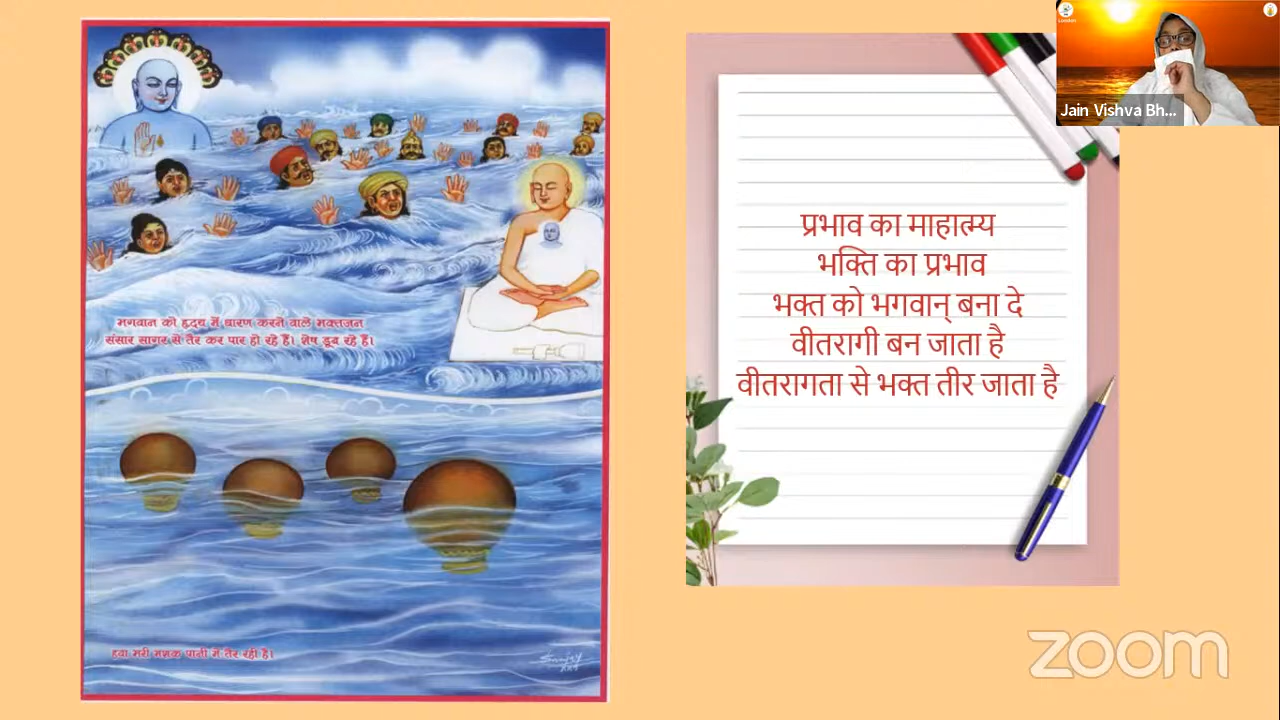 भगवान को हृदय में धारण करने वाले भक्तजन
संसार सागर से तैर कर पार हो रहे हैं। शेष डूब रहे हैं।
हवा भरी मशक पानी में तैर रही है।
Sanjay
प्रभाव का माहात्म्य
भक्ति का प्रभाव
भक्त को भगवान् बना दे
वीतरागी बन जाता है
वीतरागता से भक्त तीर जाता है
Jain Vishva Bh...
zoom